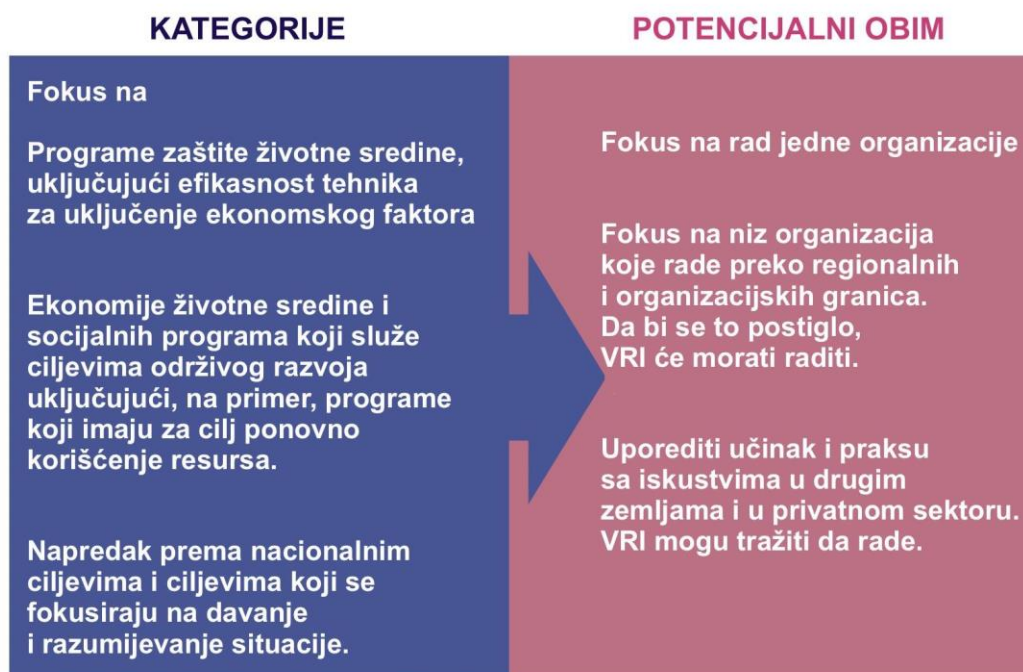 KATEGORIJE
Fokus na
Programe zaštite životne sredine,
uključujući efikasnost tehnika
za uključenje ekonomskog faktora
Ekonomije životne sredine i
socijalnih programa koji služe
ciljevima održivog razvoja
uključujući, na primer, programe
koji imaju za cilj ponovno
korišćenje resursa.
Napredak prema nacionalnim
ciljevima i ciljevima koji se
fokusiraju na davanje
i razumijevanje situacije.
POTENCIJALNI OBIM
Fokus na rad jedne organizacije
Fokus na niz organizacija
koje rade preko regionalnih
i organizacijskih granica.
Da bi se to postiglo,
VRI će morati raditi.
Uporediti učinak i praksu
sa iskustvima u drugim
zemljama i u privatnom sektoru.
VRI mogu tražiti da rade.